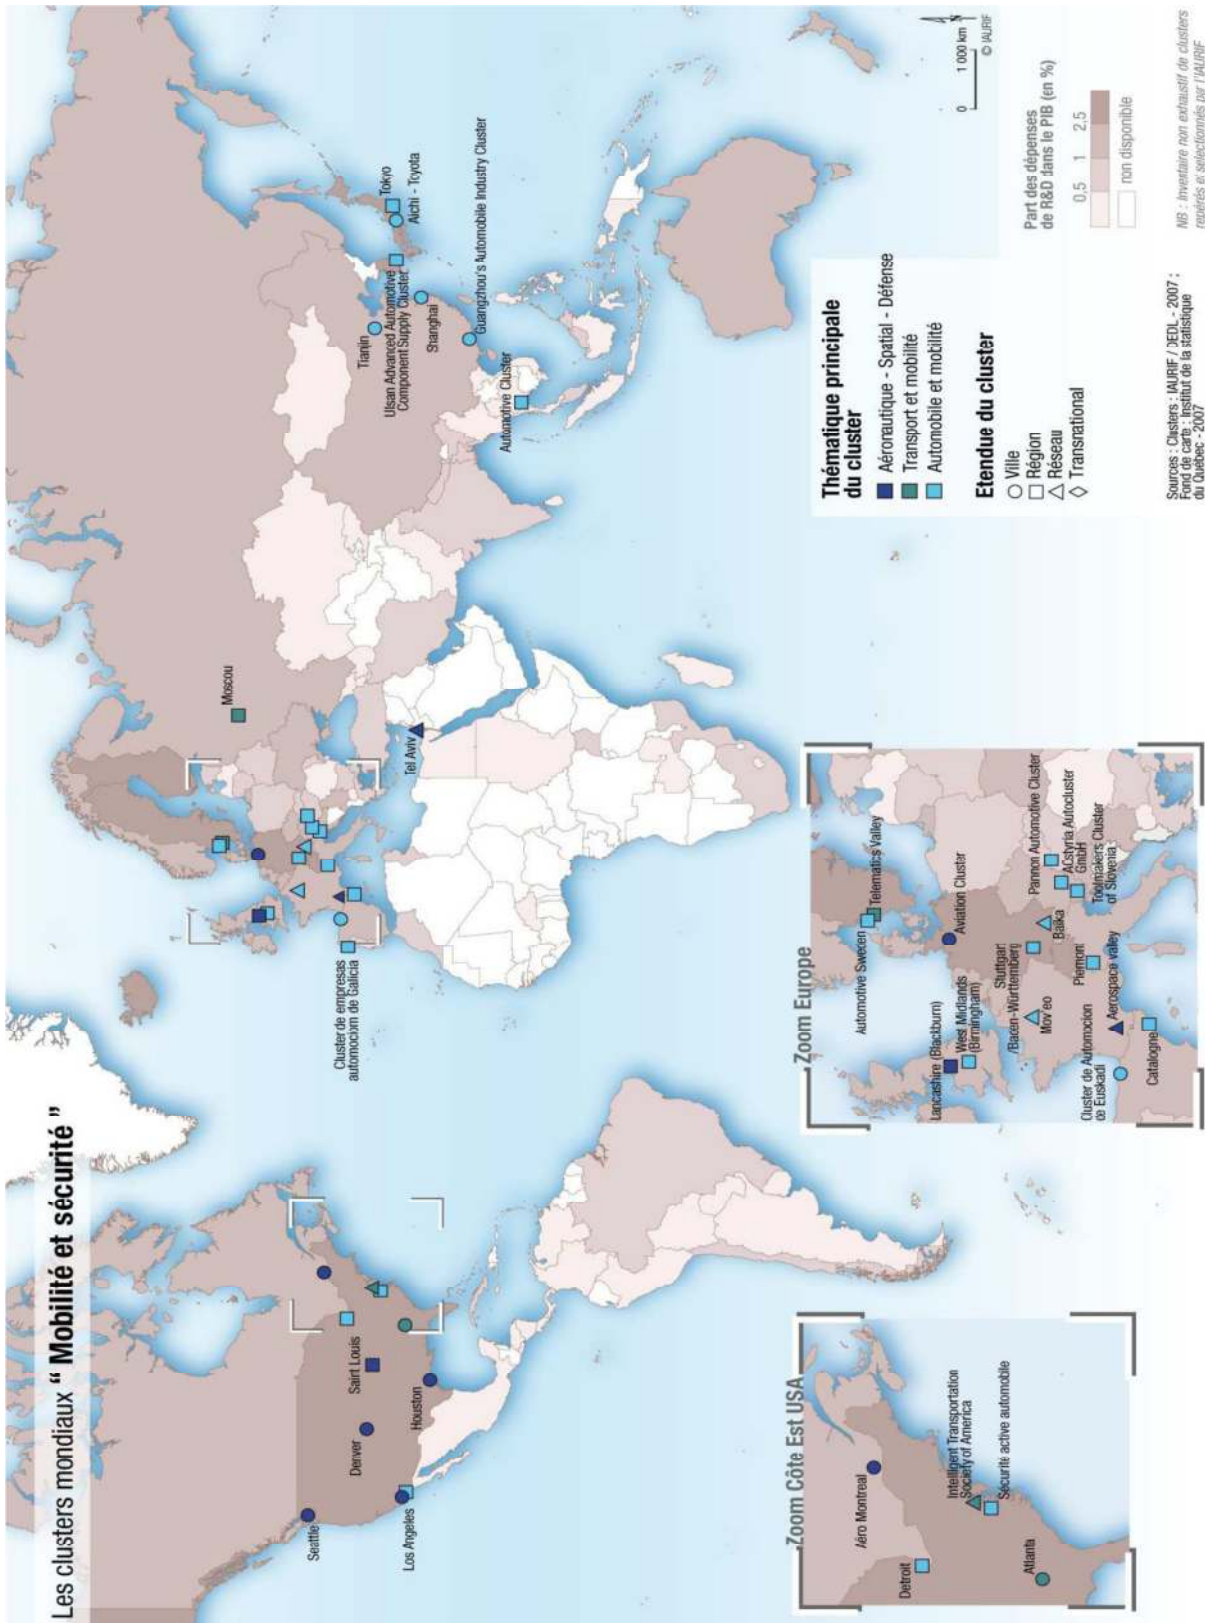 Les clusters mondiaux “ Mobilité et sécurité ”
Seattle
Los Angeles
Denver
Saint Louis
Houston
Cluster de empresas
automocion de Galicia
Moscou
Tel Aviv
Tianjin
Ulsan Advanced Automotive
Component Supply Cluster
Tokio
Aichi - Toyota
Shanghai
Guangzhou's Automobile Industry Cluster
Automotive Cluster
Zoom Côte Est USA
Aéro Montreal
Detroit
Intelligent Transportation
Society of America
Sécurité active automobile
Atlanta
Zoom Europe
Automotive Sweden
Telematics Valley
Aviation Cluster
Lancashire (Blackburn)
West Midlands
(Birmingham)
Stuttgart
/Baden-Württemberg
Mov'eo
Pannon Automotive Cluster
ACstyria Autocluster
GmbH
Toolmakers Cluster
of Slovenia
Baika
Piemont
Aerospace valley
Cluster de Automocion
de Euskadi
Catalogne
Thématique principale
du cluster
Aéronautique - Spatial - Défense
Transport et mobilité
Automobile et mobilité
Etendue du cluster
Ville
Région
Réseau
Transnational
0 1 000 km
N
© IAURIF
Part des dépenses
de R&D dans le PIB (en %)
0,5 1 2,5
non disponible
Sources : Clusters : IAURIF / DEDL - 2007 ;
Fond de carte : Institut de la statistique
du Québec - 2007
NB : Inventaire non exhaustif de clusters
repérés et sélectionnés par l'IAURIF